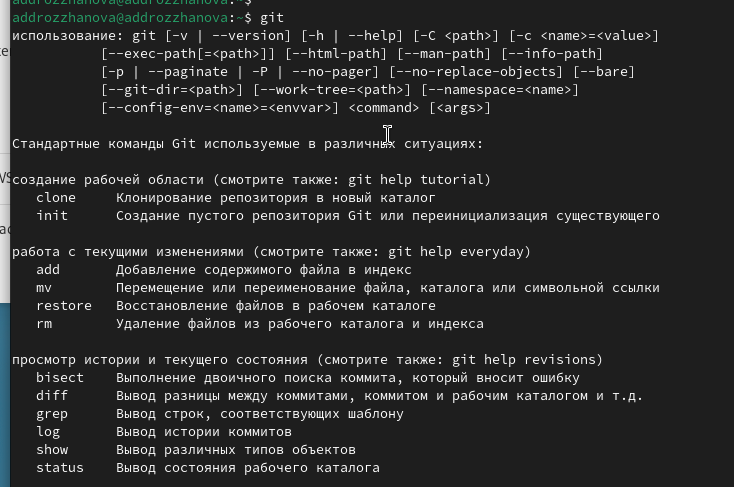 addrozzhanova@addrozzhanova:~$ git
использование: git [-v | --version] [-h | --help] [-C <path>] [-c <name>=<value>]
[--exec-path[=<path>]] [--html-path] [--man-path] [--info-path]
[-p | --paginate | -P | --no-pager] [--no-replace-objects] [--bare]
[--git-dir=<path>] [--work-tree=<path>] [--namespace=<name>]
[--config-env=<name>=<envvar>] <command> [<args>]
Стандартные команды Git используемые в различных ситуациях:
создание рабочей области (смотрите также: git help tutorial)
clone Клонирование репозитория в новый каталог
init Создание пустого репозитория Git или переинициализация существующего
работа с текущими изменениями (смотрите также: git help everyday)
add Добавление содержимого файла в индекс
mv Перемещение или переименование файла, каталога или символьной ссылки
restore Восстановление файлов в рабочем каталоге
rm Удаление файлов из рабочего каталога и индекса
просмотр истории и текущего состояния (смотрите также: git help revisions)
bisect Выполнение двоичного поиска коммита, который вносит ошибку
diff Вывод разницы между коммитами, коммитом и рабочим каталогом и т.д.
grep Вывод строк, соответствующих шаблону
log Вывод истории коммитов
show Вывод различных типов объектов
status Вывод состояния рабочего каталога